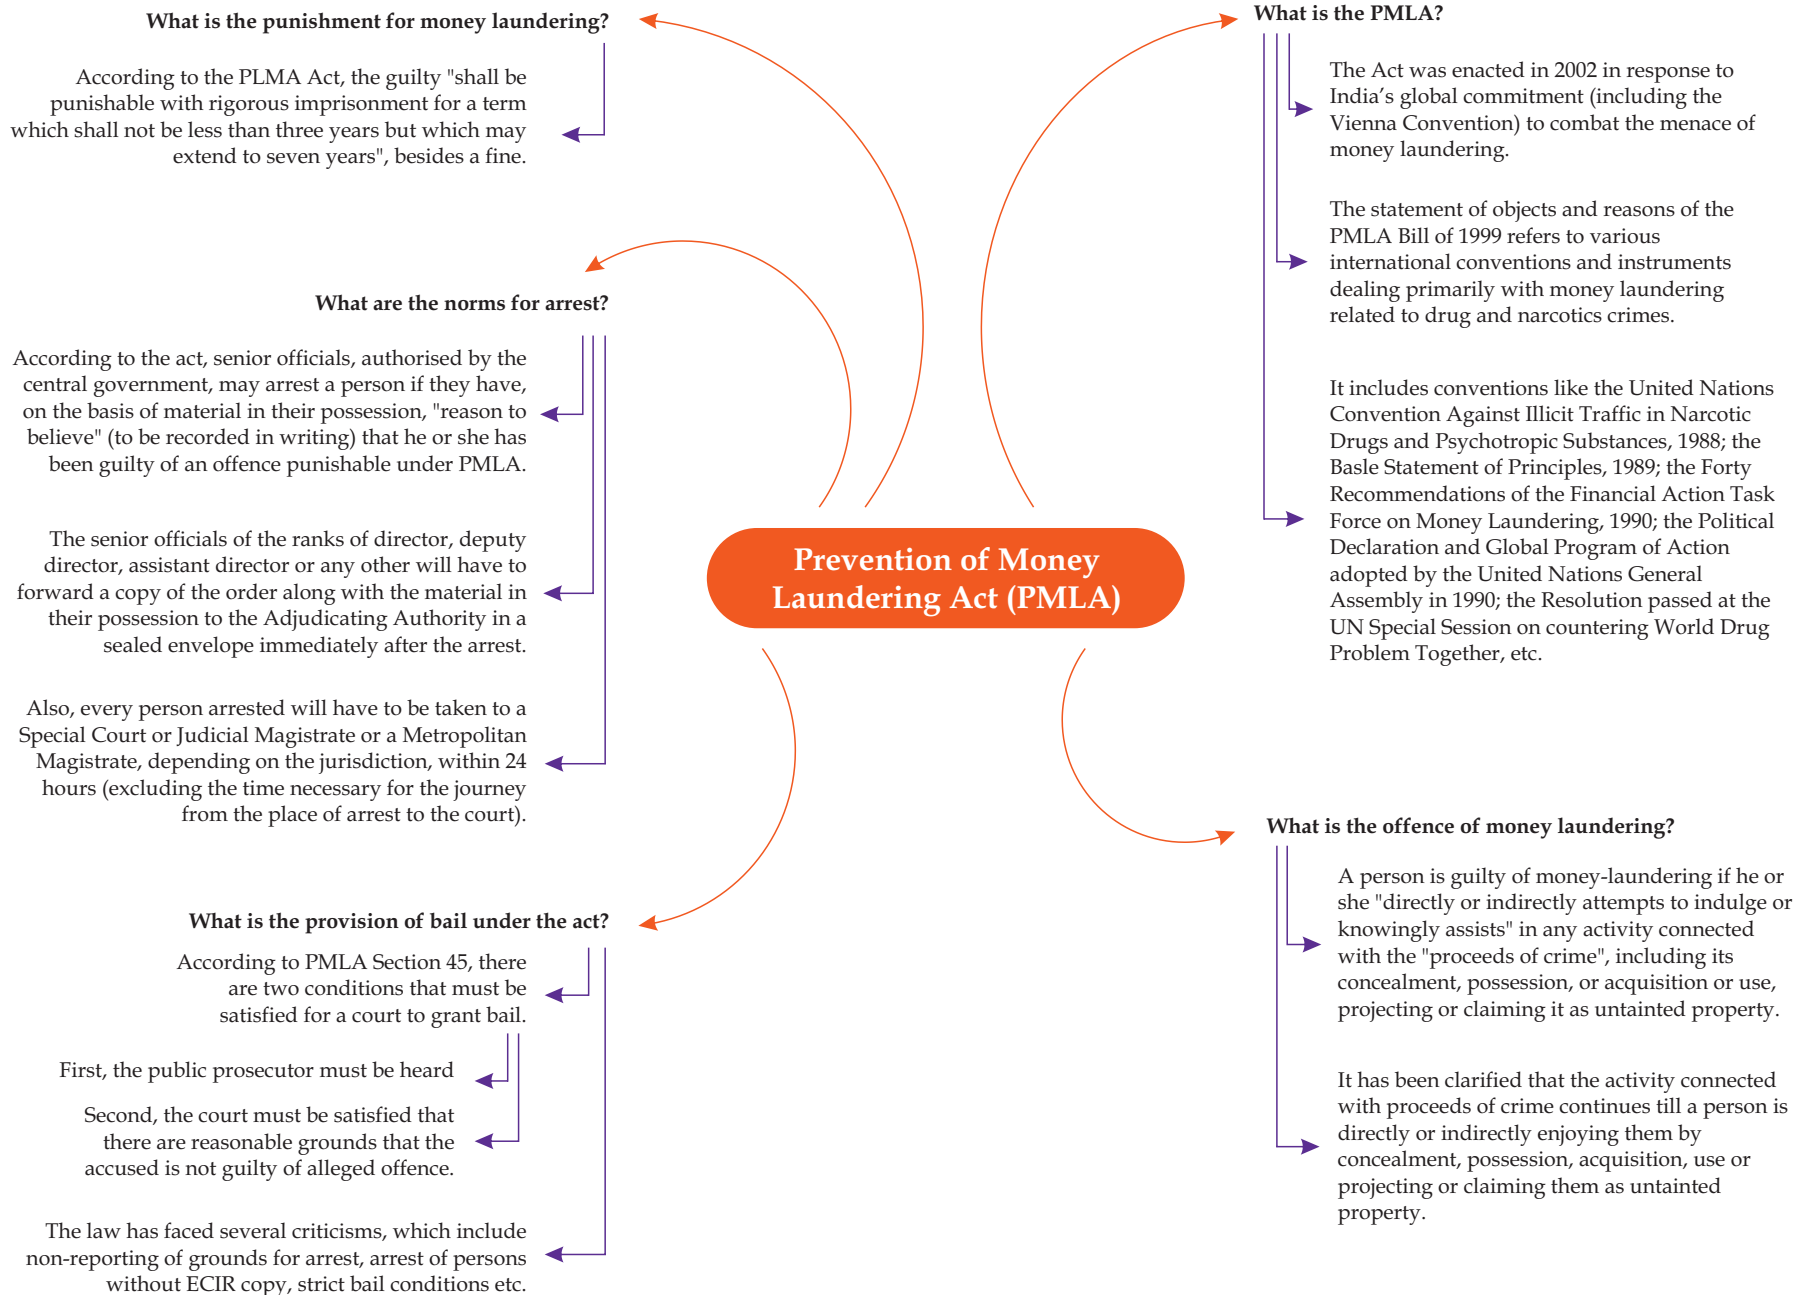 Prevention of Money
Laundering Act (PMLA)
What is the PMLA?
The Act was enacted in 2002 in response to
India’s global commitment (including the
Vienna Convention) to combat the menace of
money laundering.
The statement of objects and reasons of the
PMLA Bill of 1999 refers to various
international conventions and instruments
dealing primarily with money laundering
related to drug and narcotics crimes.
It includes conventions like the United Nations
Convention Against Illicit Traffic in Narcotic
Drugs and Psychotropic Substances, 1988; the
Basle Statement of Principles, 1989; the Forty
Recommendations of the Financial Action Task
Force on Money Laundering, 1990; the Political
Declaration and Global Program of Action
adopted by the United Nations General
Assembly in 1990; the Resolution passed at the
UN Special Session on countering World Drug
Problem Together, etc.
What is the offence of money laundering?
A person is guilty of money-laundering if he or
she "directly or indirectly attempts to indulge or
knowingly assists" in any activity connected
with the "proceeds of crime", including its
concealment, possession, or acquisition or use,
projecting or claiming it as untainted property.
It has been clarified that the activity connected
with proceeds of crime continues till a person is
directly or indirectly enjoying them by
concealment, possession, acquisition, use or
projecting or claiming them as untainted
property.
What is the punishment for money laundering?
According to the PLMA Act, the guilty "shall be
punishable with rigorous imprisonment for a term
which shall not be less than three years but which may
extend to seven years", besides a fine.
What are the norms for arrest?
According to the act, senior officials, authorised by the
central government, may arrest a person if they have,
on the basis of material in their possession, "reason to
believe" (to be recorded in writing) that he or she has
been guilty of an offence punishable under PMLA.
The senior officials of the ranks of director, deputy
director, assistant director or any other will have to
forward a copy of the order along with the material in
their possession to the Adjudicating Authority in a
sealed envelope immediately after the arrest.
Also, every person arrested will have to be taken to a
Special Court or Judicial Magistrate or a Metropolitan
Magistrate, depending on the jurisdiction, within 24
hours (excluding the time necessary for the journey
from the place of arrest to the court).
What is the provision of bail under the act?
According to PMLA Section 45, there
are two conditions that must be
satisfied for a court to grant bail.
First, the public prosecutor must be heard
Second, the court must be satisfied that
there are reasonable grounds that the
accused is not guilty of alleged offence.
The law has faced several criticisms, which include
non-reporting of grounds for arrest, arrest of persons
without ECIR copy, strict bail conditions etc.